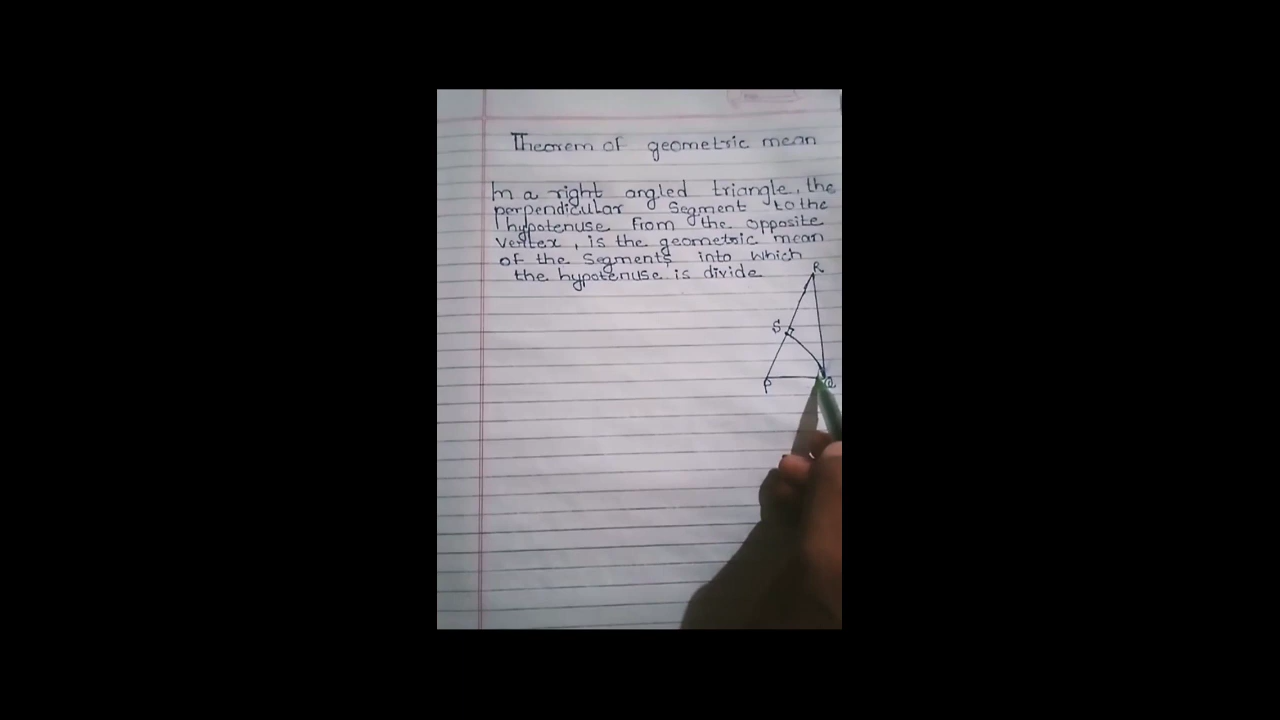 Theorem of geometric mean
In a right angled triangle, the
perpendicular segment to the
hypotenuse from the opposite
vertex, is the geometric mean
of the segments into which
the hypotenuse is divide
R
S
P
Q